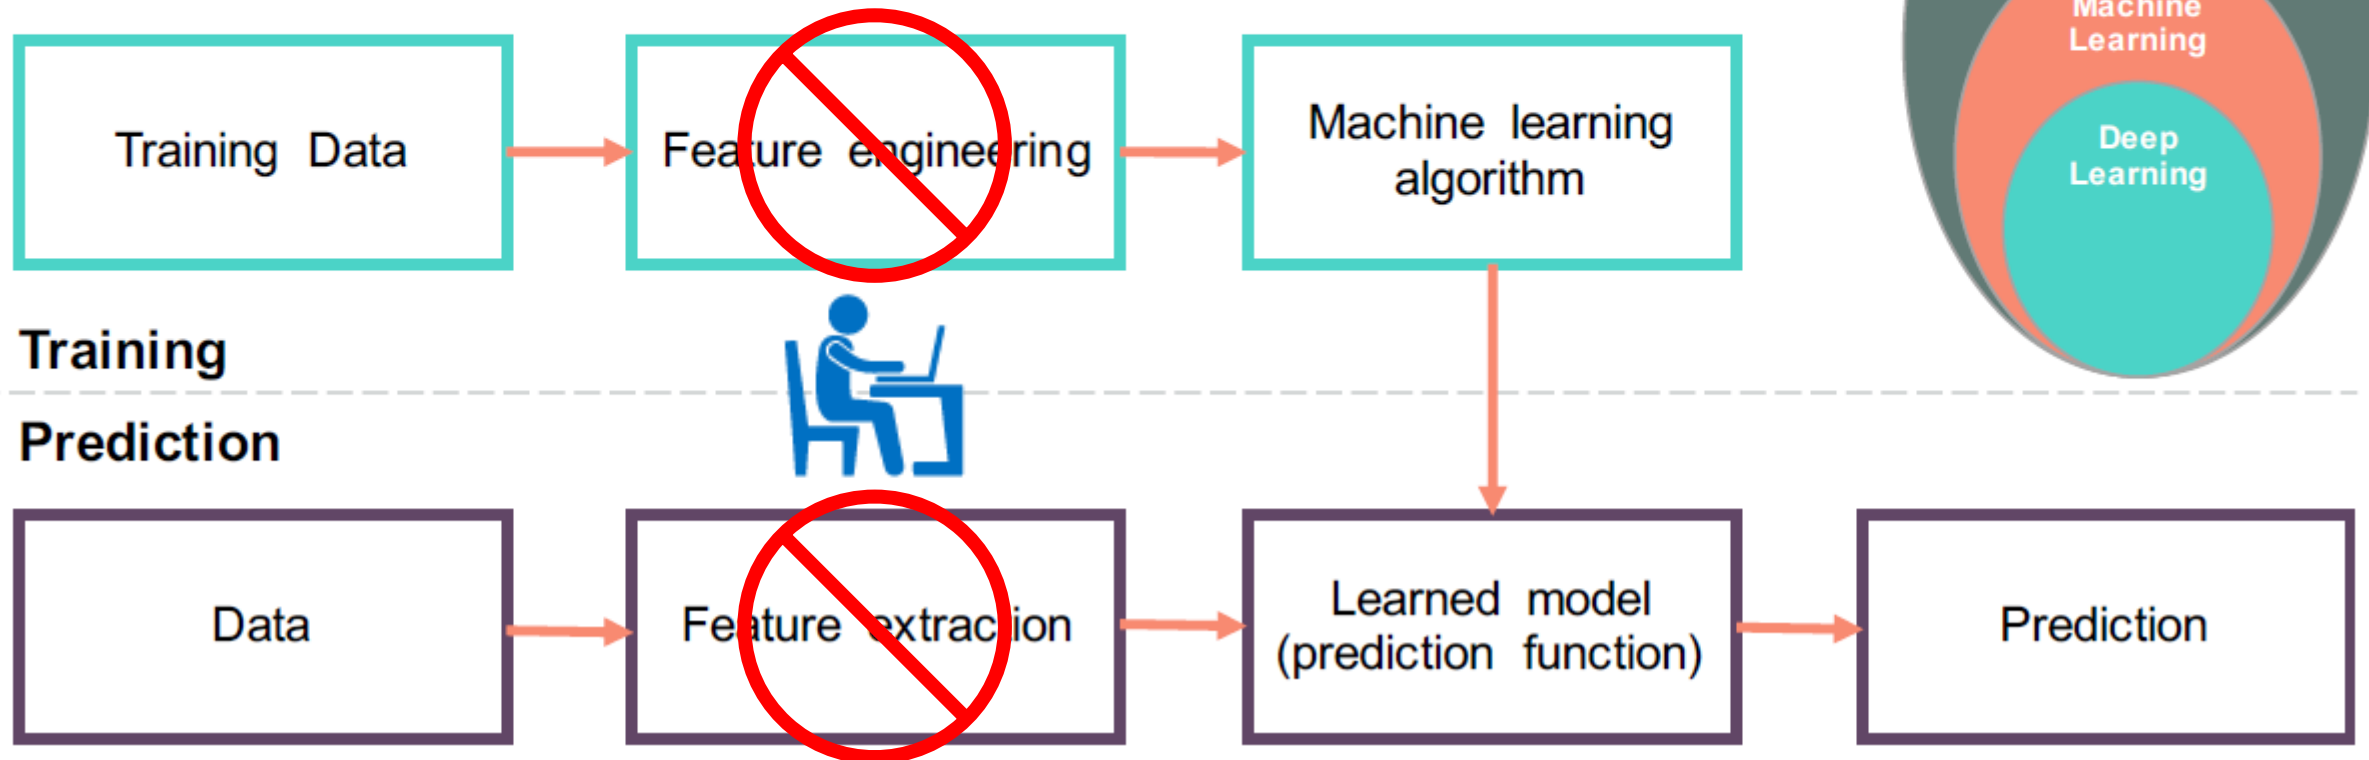 Machine
Learning
Deep
Learning
Training Data
Feature engineering
Machine learning
algorithm
Training
Prediction
Data
Feature extraction
Learned model
(prediction function)
Prediction